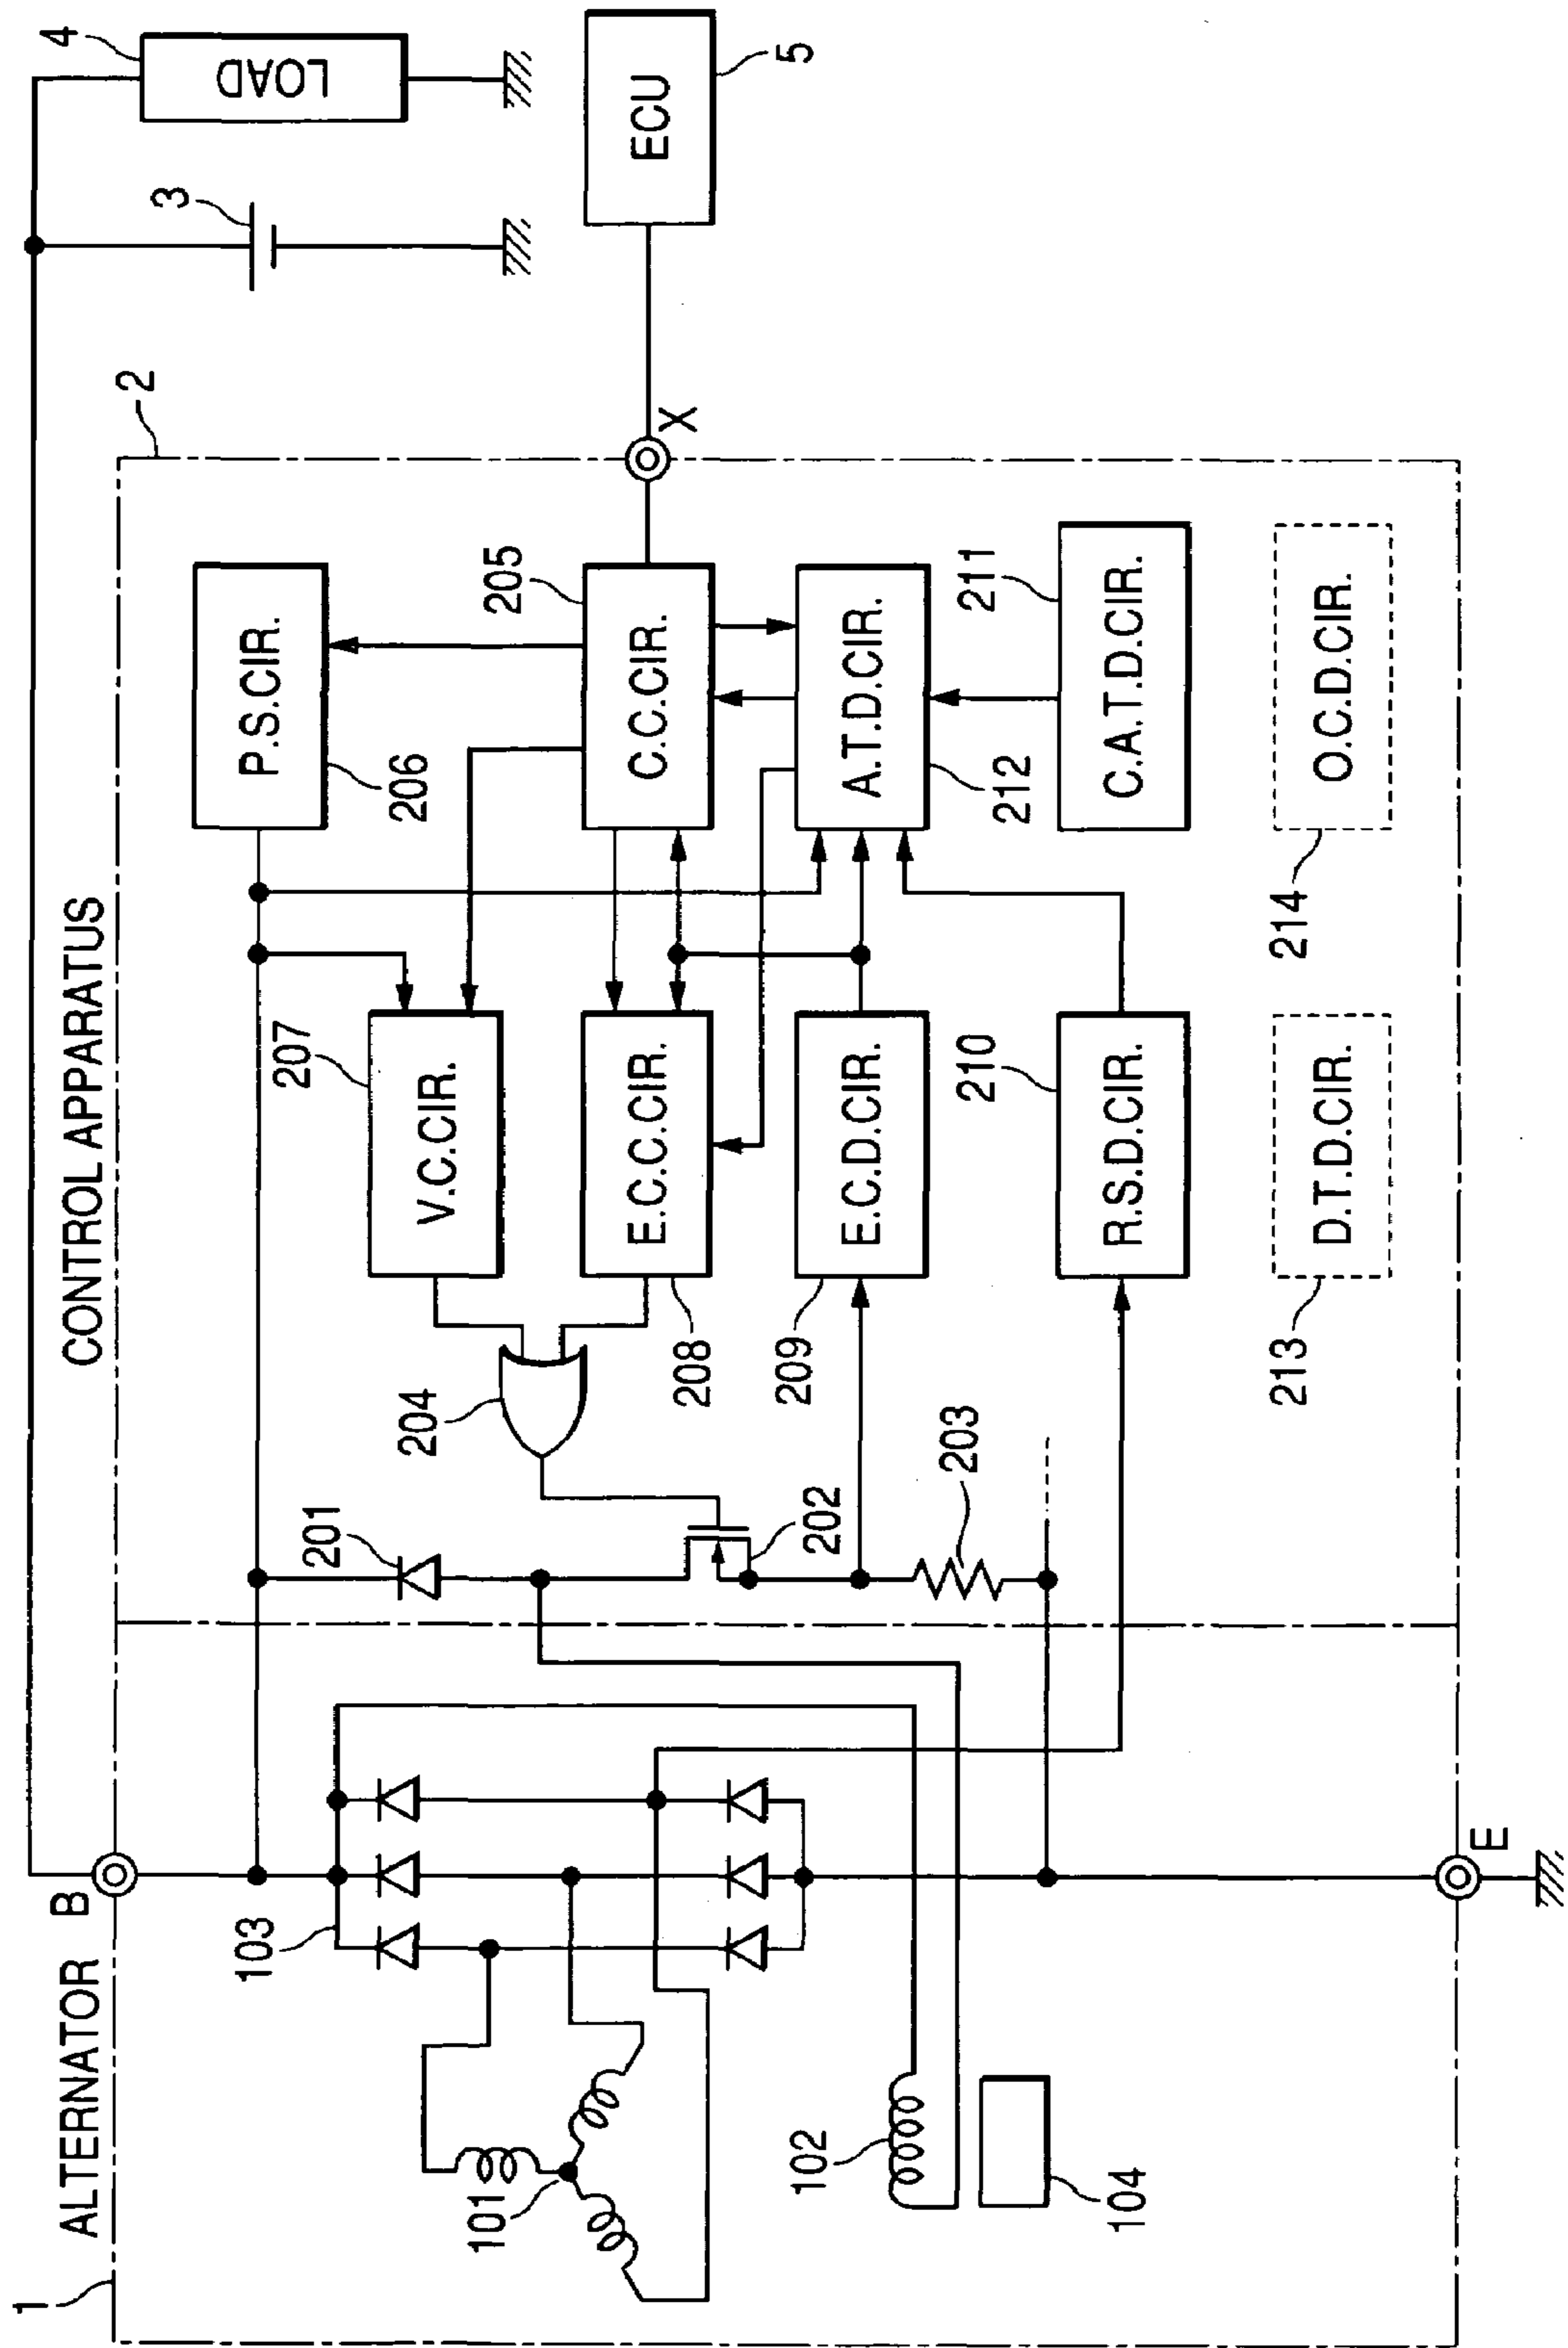 CONTROL APPARATUS
ALTERNATOR
1
B
2
3
4
LOAD
ECU
5
X
E
101
102
103
104
201
202
203
204
205
C.C.CIR.
P.S.CIR.
206
207
V.C.CIR.
E.C.C.CIR.
208
209
E.C.D.CIR.
210
R.S.D.CIR.
211
C.A.T.D.CIR.
A.T.D.CIR.
212
213
D.T.D.CIR.
214
O.C.D.CIR.